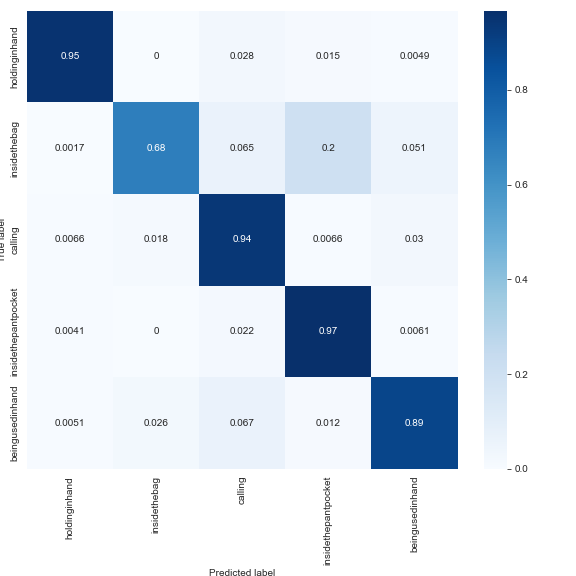 holdinginhand
0.95 0 0.028 0.015 0.0049
insidethebag
0.0017 0.68 0.065 0.2 0.051
True label
calling
0.0066 0.018 0.94 0.0066 0.03
insidethepantpocket
0.0041 0 0.022 0.97 0.0061
beingusedinhand
0.0051 0.026 0.067 0.012 0.89
holdinginhand
insidethebag
calling
insidethepantpocket
beingusedinhand
Predicted label
0.8
0.6
0.4
0.2
0.0